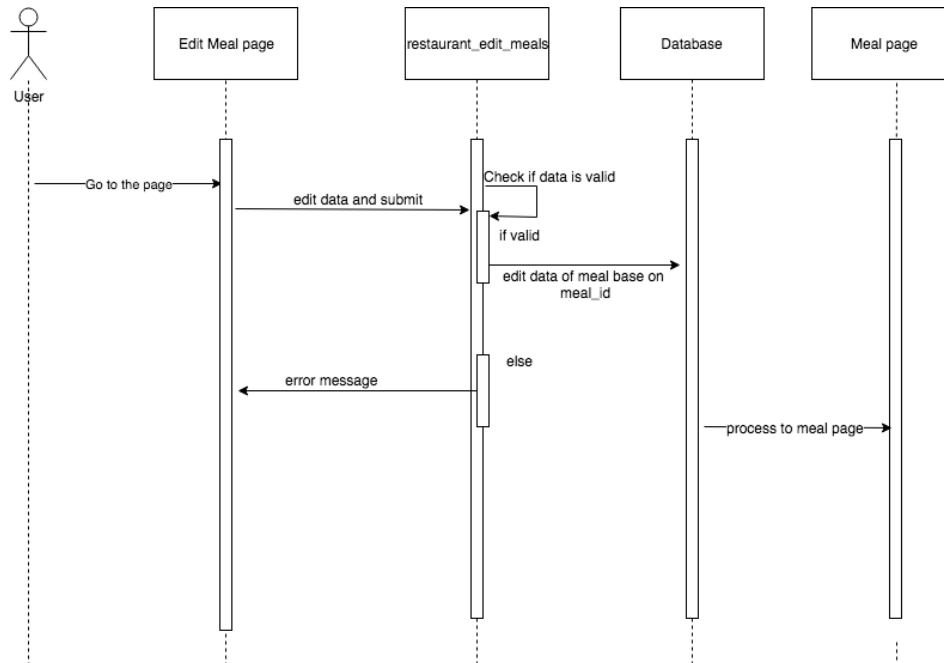 Edit Meal page
restaurant_edit_meals
Database
Meal page
User
Check if data is valid
Go to the page
edit data and submit
if valid
edit data of meal base on
meal_id
else
error message
process to meal page